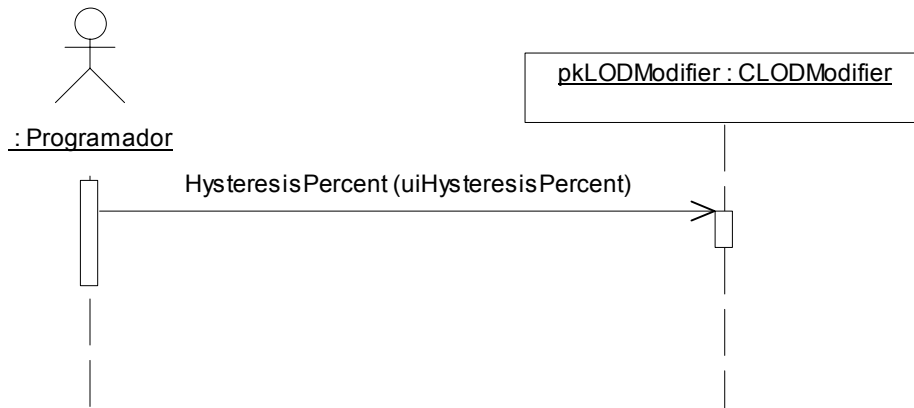 pkLODModifier : CLODModifier
: Programador
HysteresisPercent (uiHysteresisPercent)